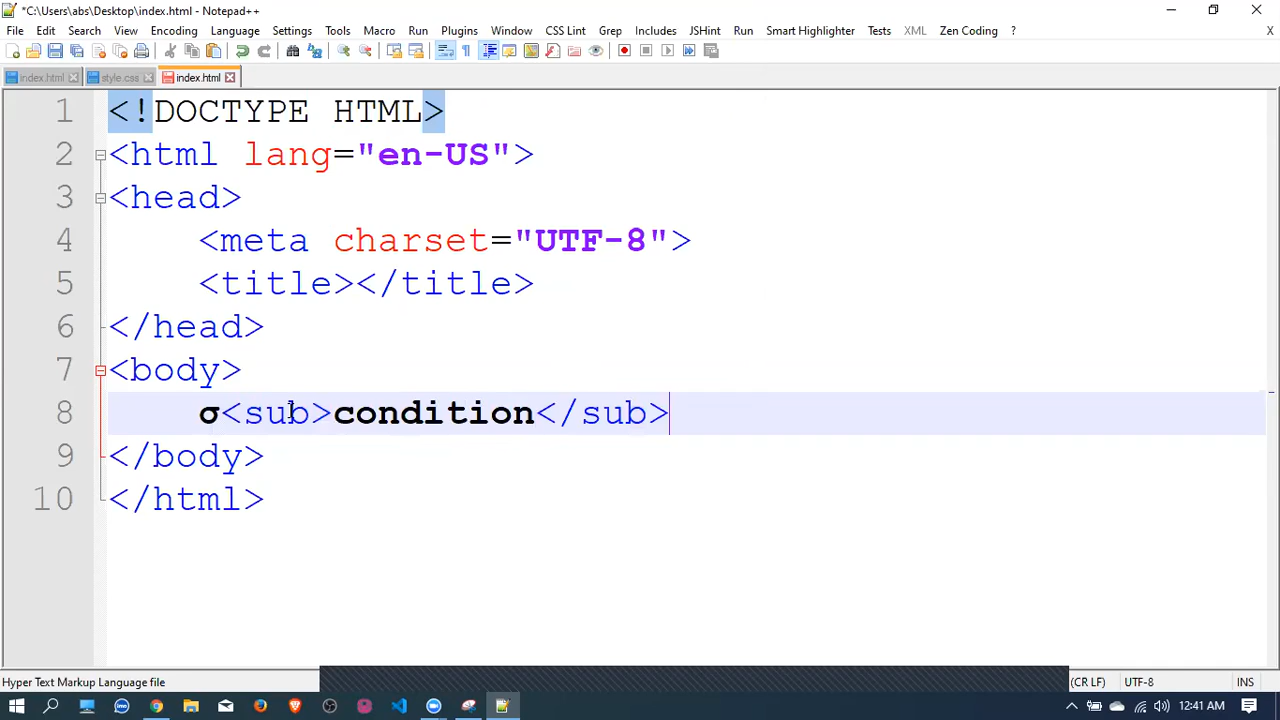 *C:\Users\abs\Desktop\index.html - Notepad++
File Edit Search View Encoding Language Settings Tools Macro Run Plugins Window CSS Lint Grep Includes JSHint Run Smart Highlighter Tests XML Zen Coding ? X
index.html style.css index.html
1 <!DOCTYPE HTML>
2 <html lang="en-US">
3 <head>
4 <meta charset="UTF-8">
5 <title></title>
6 </head>
7 <body>
8 σ<sub>condition</sub>
9 </body>
10 </html>
Hyper Text Markup Language file (CR LF) UTF-8 INS
12:41 AM